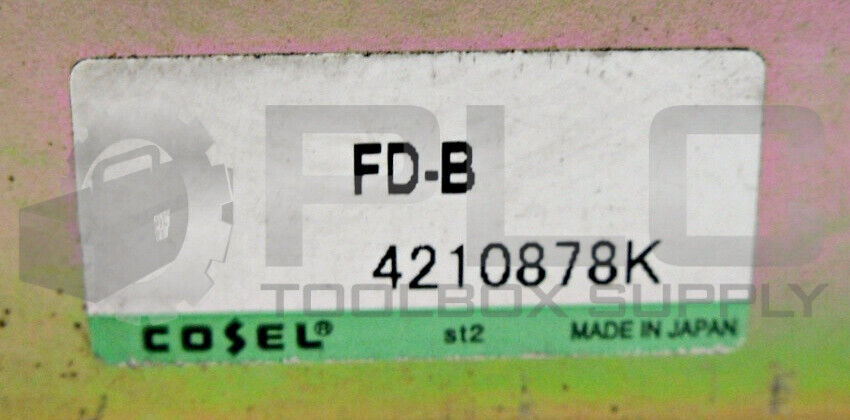 FD-B
4210878K
PLC
TOOLBOX SUPPLY
COSEL® st2 MADE IN JAPAN